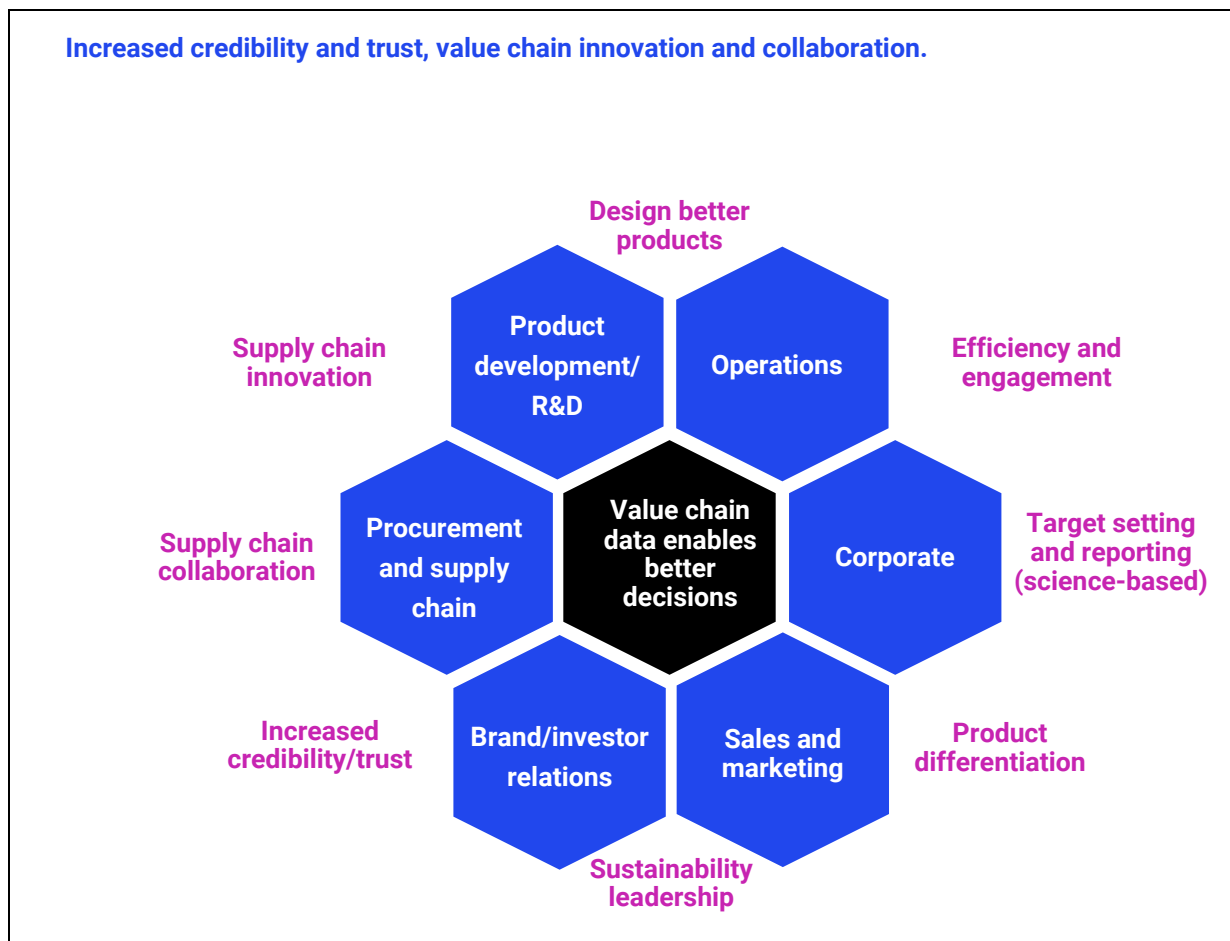 Increased credibility and trust, value chain innovation and collaboration.
Design better
products
Supply chain
innovation
Product
development/
R&D
Operations
Efficiency and
engagement
Supply chain
collaboration
Procurement
and supply
chain
Value chain
data enables
better
decisions
Corporate
Target setting
and reporting
(science-based)
Increased
credibility/trust
Brand/investor
relations
Sales and
marketing
Product
differentiation
Sustainability
leadership